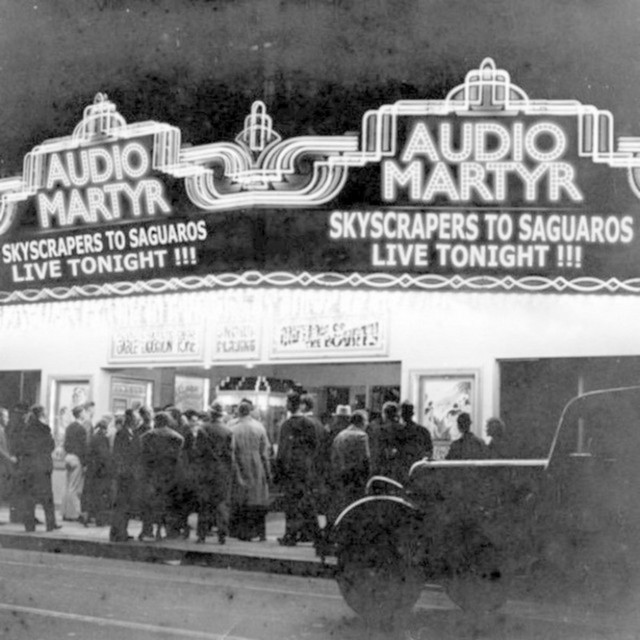 AUDIO
MARTYR
SKYSCRAPERS TO SAGUAROS
LIVE TONIGHT !!!
AUDIO
MARTYR
SKYSCRAPERS TO SAGUAROS
LIVE TONIGHT !!!